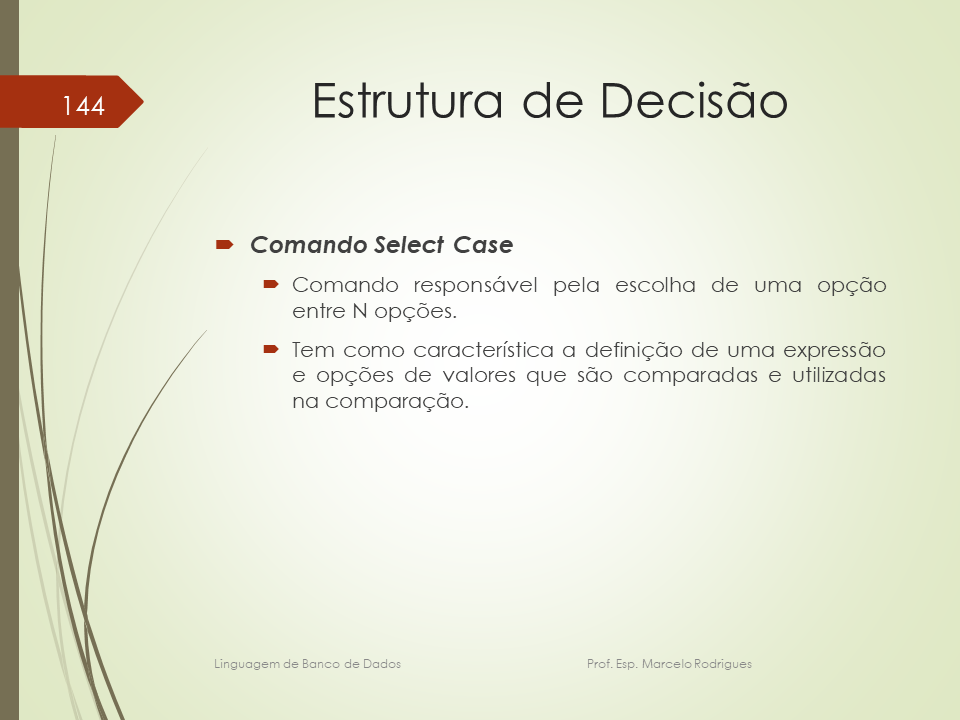 144
Estrutura de Decisão
Comando Select Case
Comando responsável pela escolha de uma opção
entre N opções.
Tem como característica a definição de uma expressão
e opções de valores que são comparadas e utilizadas
na comparação.
Linguagem de Banco de Dados
Prof. Esp. Marcelo Rodrigues